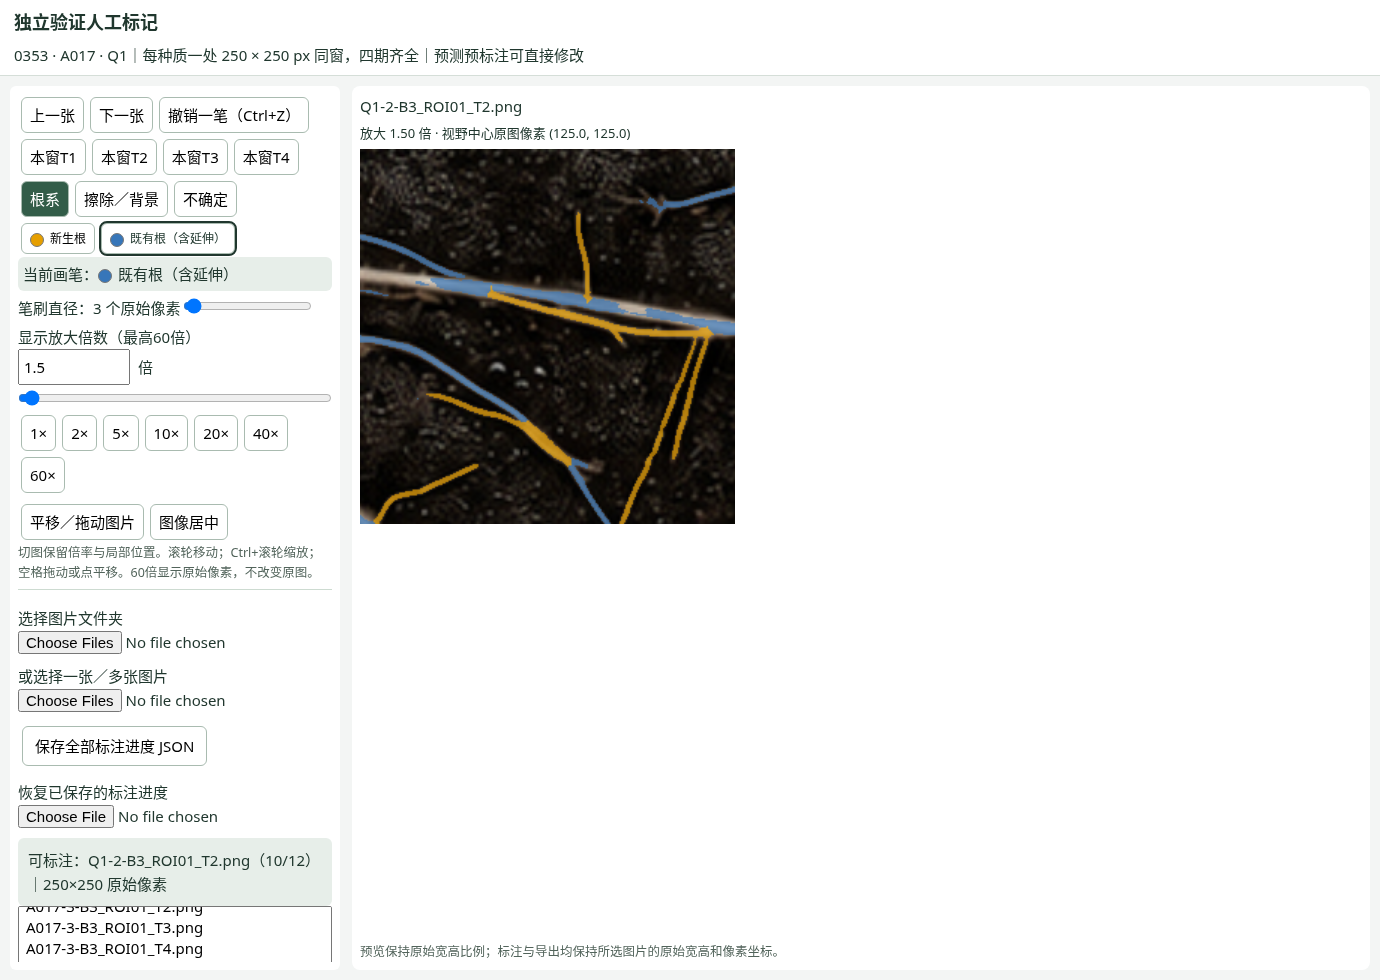 独立验证人工标记
0353 · A017 · Q1｜每种质一处 250 × 250 px 同窗，四期齐全｜预测预标注可直接修改
上一张 下一张 撤销一笔（Ctrl+Z）
本窗T1 本窗T2 本窗T3 本窗T4
根系 擦除／背景 不确定
新生根 既有根（含延伸）
当前画笔： 既有根（含延伸）
笔刷直径：3 个原始像素
显示放大倍数（最高60倍）
1.5 倍
1× 2× 5× 10× 20× 40×
60×
平移／拖动图片 图像居中
切图保留倍率与局部位置。滚轮移动；Ctrl+滚轮缩放；
空格拖动或点平移。60倍显示原始像素，不改变原图。
选择图片文件夹
Choose Files No file chosen
或选择一张／多张图片
Choose Files No file chosen
保存全部标注进度 JSON
恢复已保存的标注进度
Choose File No file chosen
可标注：Q1-2-B3_ROI01_T2.png（10/12）
｜250×250 原始像素
A017-3-B3_ROI01_T2.png
A017-3-B3_ROI01_T3.png
A017-3-B3_ROI01_T4.png
Q1-2-B3_ROI01_T2.png
放大 1.50 倍 · 视野中心原图像素 (125.0, 125.0)
预览保持原始宽高比例；标注与导出均保持所选图片的原始宽高和像素坐标。